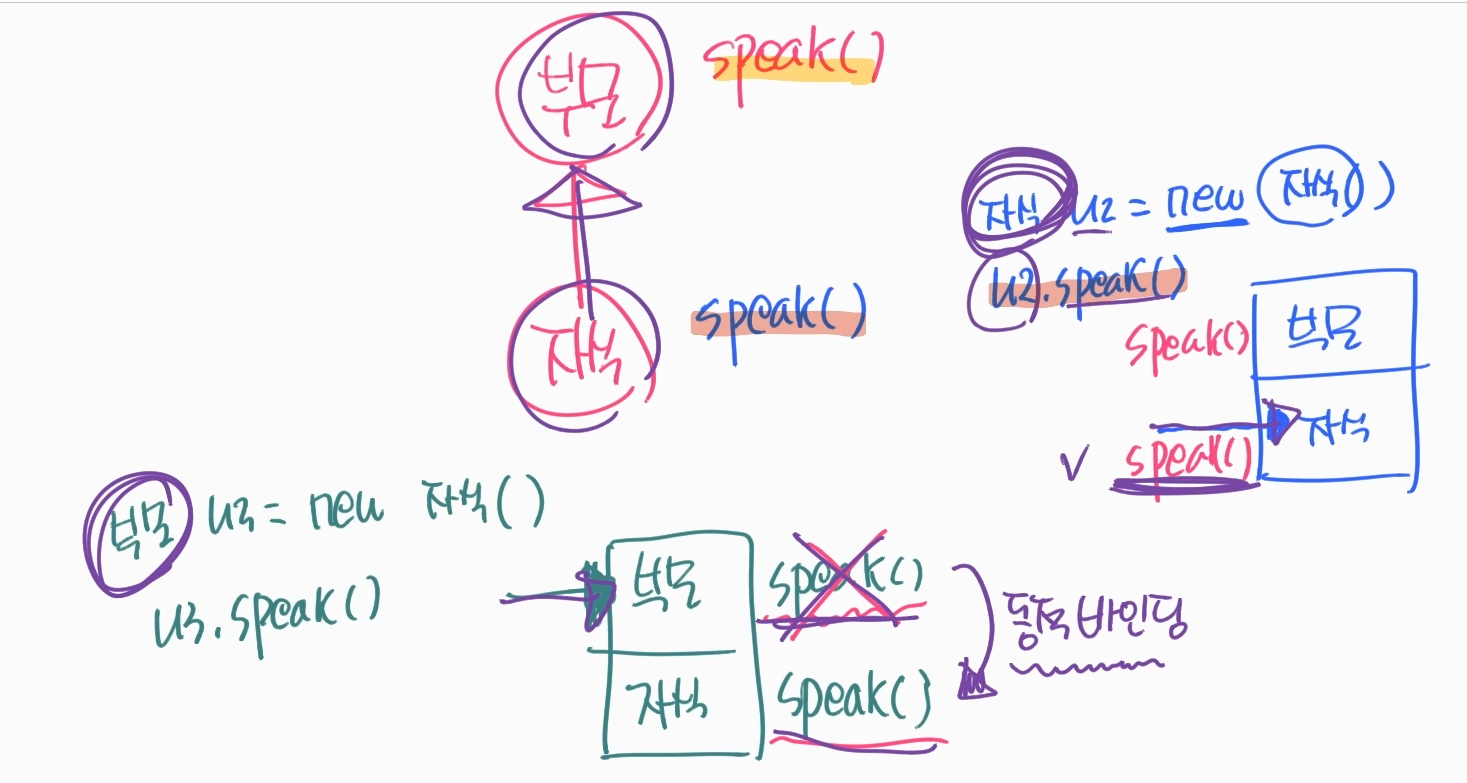 부모 speak()
자식 speak()
자식 u2 = new 자식()
u2.speak()
speak() 부모
speak() 자식
부모 u3 = new 자식()
u3.speak()
부모 speak()
자식 speak()
동적 바인딩